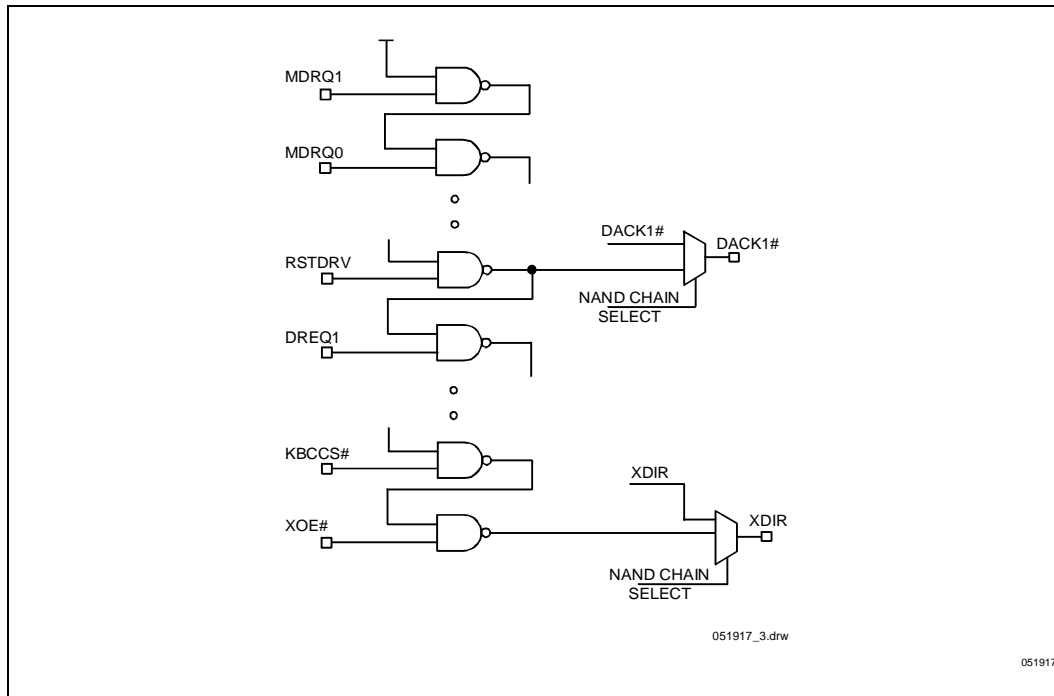 MDRQ1
MDRQ0
RSTDRV
DACK1#
DACK1#
NAND CHAIN
SELECT
DREQ1
KBCCS#
XDIR
XOE#
XDIR
NAND CHAIN
SELECT
051917_3.drw
051917